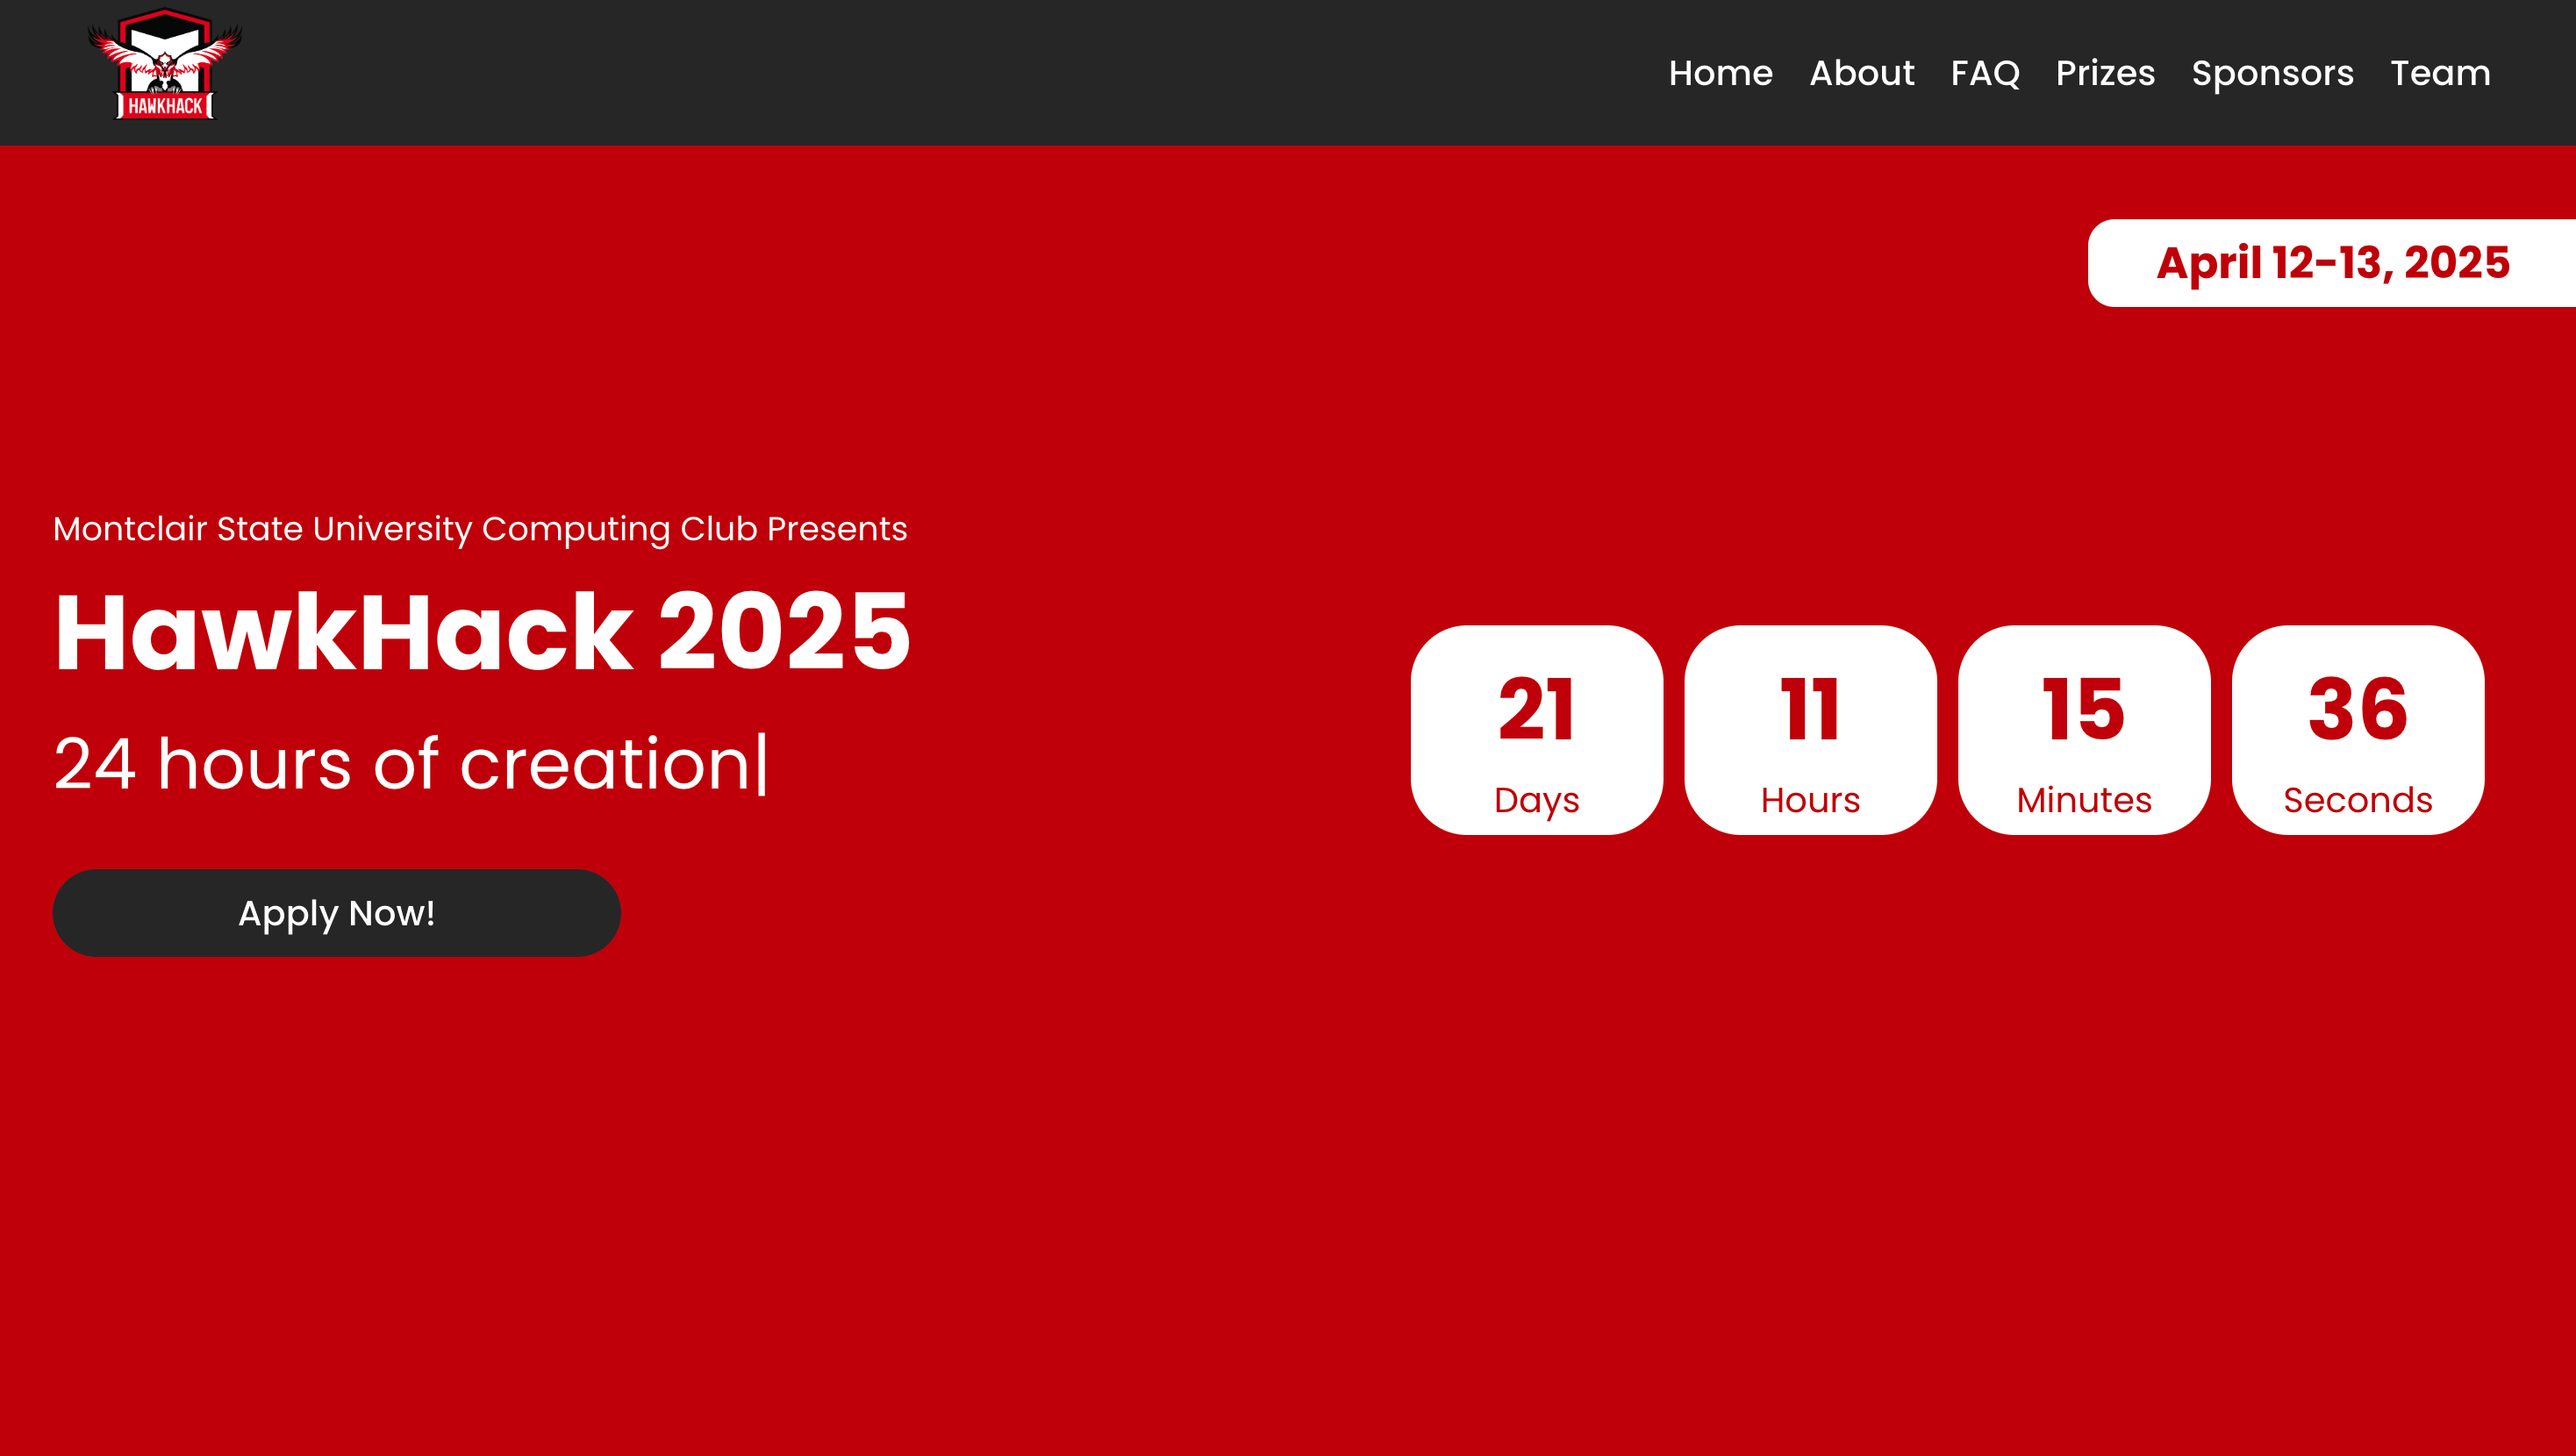 HAWKHACK
Home About FAQ Prizes Sponsors Team
April 12-13, 2025
Montclair State University Computing Club Presents
HawkHack 2025
24 hours of creation|
Apply Now!
21 11 15 36
Days Hours Minutes Seconds